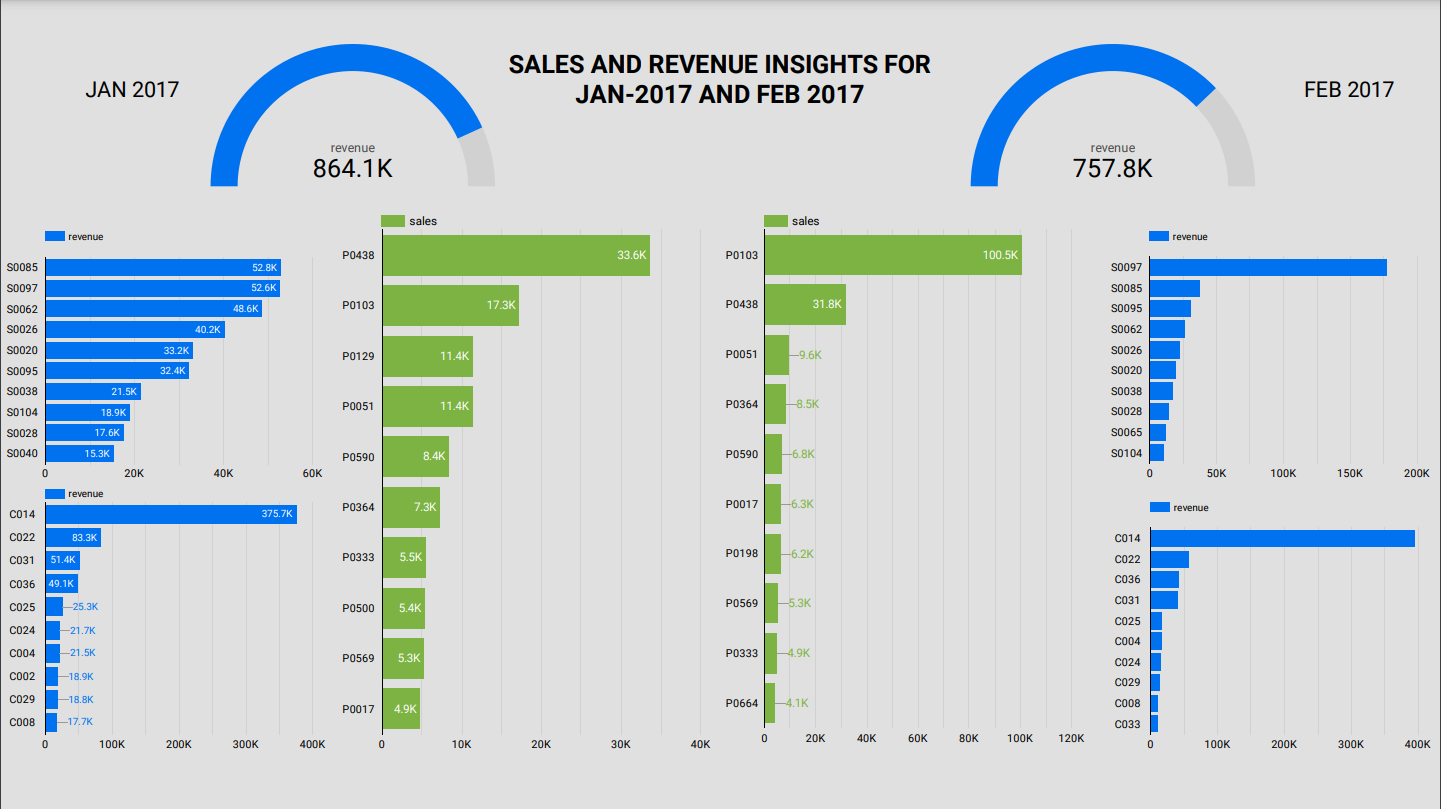 SALES AND REVENUE INSIGHTS FOR
JAN-2017 AND FEB 2017
JAN 2017
FEB 2017
revenue
864.1K
revenue
757.8K
revenue
S0085 52.8K
S0097 52.6K
S0062 48.6K
S0026 40.2K
S0020 33.2K
S0095 32.4K
S0038 21.5K
S0104 18.9K
S0028 17.6K
S0040 15.3K
0 20K 40K 60K
revenue
C014 375.7K
C022 83.3K
C031 51.4K
C036 49.1K
C025 25.3K
C024 21.7K
C004 21.5K
C002 18.9K
C029 18.8K
C008 17.7K
0 100K 200K 300K 400K
sales
P0438 33.6K
P0103 17.3K
P0129 11.4K
P0051 11.4K
P0590 8.4K
P0364 7.3K
P0333 5.5K
P0500 5.4K
P0569 5.3K
P0017 4.9K
0 10K 20K 30K 40K
sales
P0103 100.5K
P0438 31.8K
P0051 9.6K
P0364 8.5K
P0590 6.8K
P0017 6.3K
P0198 6.2K
P0569 5.3K
P0333 4.9K
P0664 4.1K
0 20K 40K 60K 80K 100K 120K
revenue
S0097
S0085
S0095
S0062
S0026
S0020
S0038
S0028
S0065
S0104
0 50K 100K 150K 200K
revenue
C014
C022
C036
C031
C025
C004
C024
C029
C008
C033
0 100K 200K 300K 400K